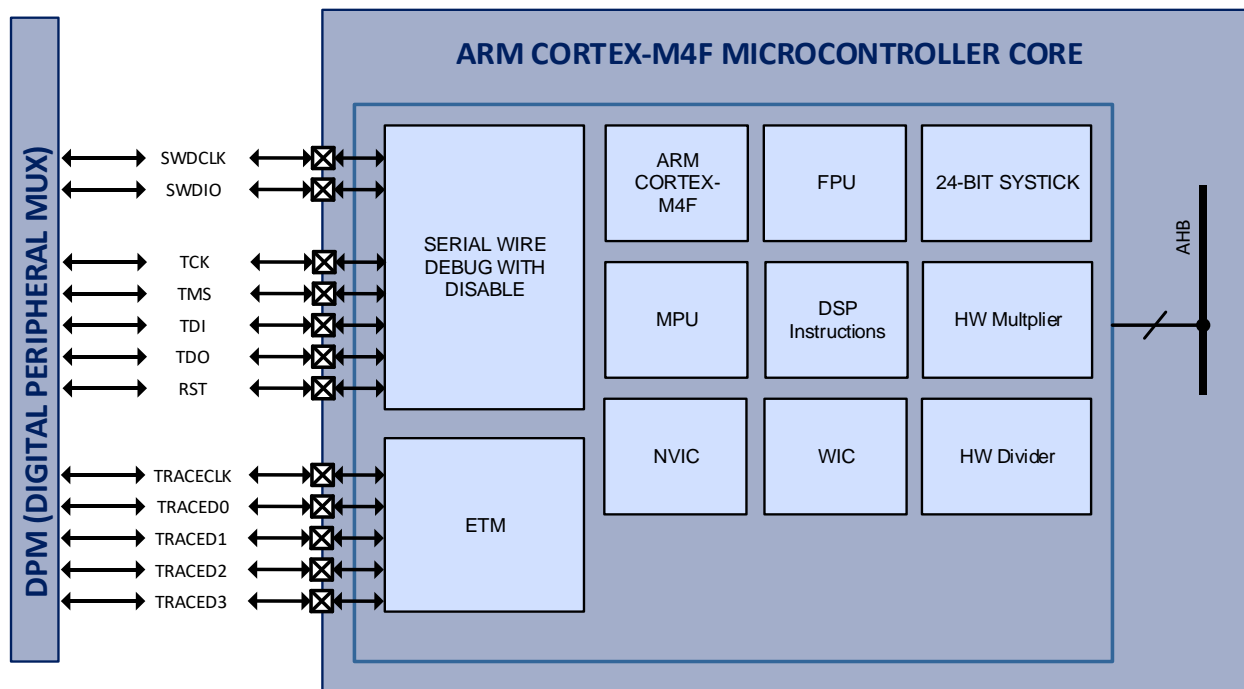 ARM CORTEX-M4F MICROCONTROLLER CORE
DPM (DIGITAL PERIPHERAL MUX)
SWDCLK
SWDIO
TCK
TMS
TDI
TDO
RST
TRACECLK
TRACED0
TRACED1
TRACED2
TRACED3
SERIAL WIRE
DEBUG WITH
DISABLE
ETM
ARM
CORTEX-
M4F
FPU
24-BIT SYSTICK
MPU
DSP
Instructions
HW Multplier
NVIC
WIC
HW Divider
AHB